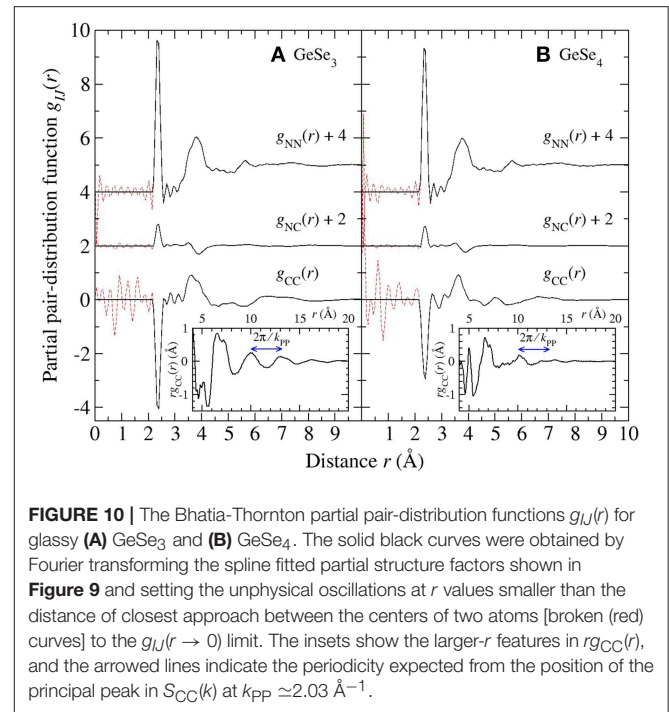 Partial pair-distribution function g_IJ(r)
10
8
6
4
2
0
-2
-4
A GeSe₃
g_NN(r) + 4
g_NC(r) + 2
g_CC(r)
5 10 15 20
r (Å)
rg_CC(r) (Å)
1
0
-1
2π/k_PP
B GeSe₄
g_NN(r) + 4
g_NC(r) + 2
g_CC(r)
5 10 15 20
r (Å)
rg_CC(r) (Å)
1
0
-1
2π/k_PP
0 1 2 3 4 5 6 7 8 9 0 1 2 3 4 5 6 7 8 9 10
Distance r (Å)
FIGURE 10 | The Bhatia-Thornton partial pair-distribution functions g_IJ(r) for
glassy (A) GeSe₃ and (B) GeSe₄. The solid black curves were obtained by
Fourier transforming the spline fitted partial structure factors shown in
Figure 9 and setting the unphysical oscillations at r values smaller than the
distance of closest approach between the centers of two atoms [broken (red)
curves] to the g_IJ(r → 0) limit. The insets show the larger-r features in rg_CC(r),
and the arrowed lines indicate the periodicity expected from the position of the
principal peak in S_CC(k) at k_PP ≃2.03 Å⁻¹.